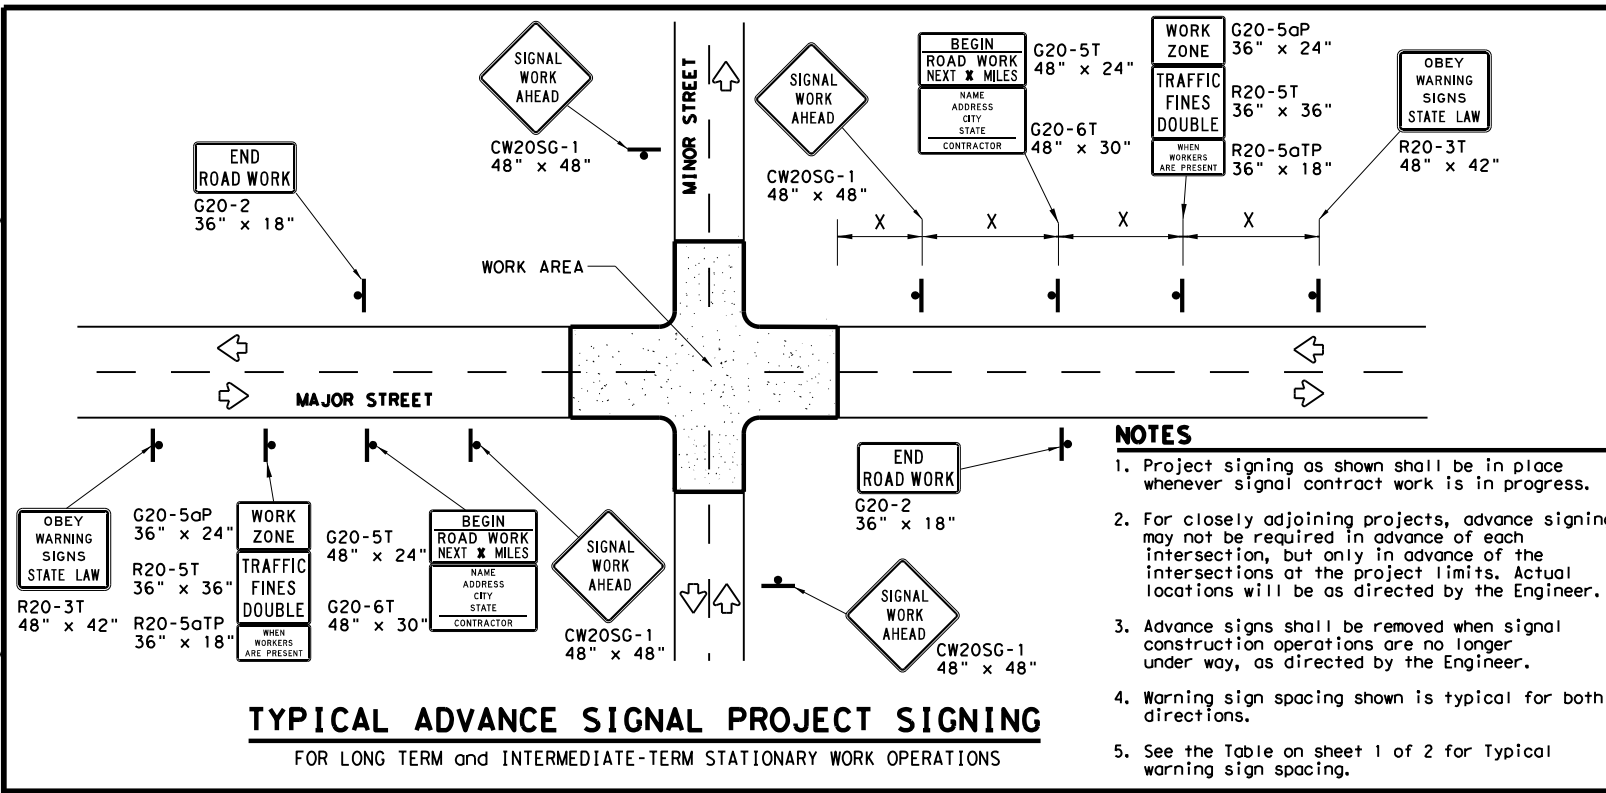 SIGNAL
WORK
AHEAD
CW20SG-1
48" x 48"
END
ROAD WORK
G20-2
36" x 18"
WORK AREA
MINOR STREET
SIGNAL
WORK
AHEAD
CW20SG-1
48" x 48"
BEGIN
ROAD WORK
NEXT X MILES
NAME
ADDRESS
CITY
STATE
CONTRACTOR
G20-5T
48" x 24"
G20-6T
48" x 30"
WORK
ZONE
TRAFFIC
FINES
DOUBLE
WHEN
WORKERS
ARE PRESENT
G20-5aP
36" x 24"
R20-5T
36" x 36"
R20-5aTP
36" x 18"
OBEY
WARNING
SIGNS
STATE LAW
R20-3T
48" x 42"
X
X
X
X
MAJOR STREET
OBEY
WARNING
SIGNS
STATE LAW
R20-3T
48" x 42"
G20-5aP
36" x 24"
R20-5T
36" x 36"
R20-5aTP
36" x 18"
WORK
ZONE
TRAFFIC
FINES
DOUBLE
WHEN
WORKERS
ARE PRESENT
G20-5T
48" x 24"
G20-6T
48" x 30"
BEGIN
ROAD WORK
NEXT X MILES
NAME
ADDRESS
CITY
STATE
CONTRACTOR
SIGNAL
WORK
AHEAD
CW20SG-1
48" x 48"
END
ROAD WORK
G20-2
36" x 18"
SIGNAL
WORK
AHEAD
CW20SG-1
48" x 48"
TYPICAL ADVANCE SIGNAL PROJECT SIGNING
FOR LONG TERM and INTERMEDIATE-TERM STATIONARY WORK OPERATIONS
NOTES
1. Project signing as shown shall be in place
whenever signal contract work is in progress.
2. For closely adjoining projects, advance signing
may not be required in advance of each
intersection, but only in advance of the
intersections at the project limits. Actual
locations will be as directed by the Engineer.
3. Advance signs shall be removed when signal
construction operations are no longer
under way, as directed by the Engineer.
4. Warning sign spacing shown is typical for both
directions.
5. See the Table on sheet 1 of 2 for Typical
warning sign spacing.